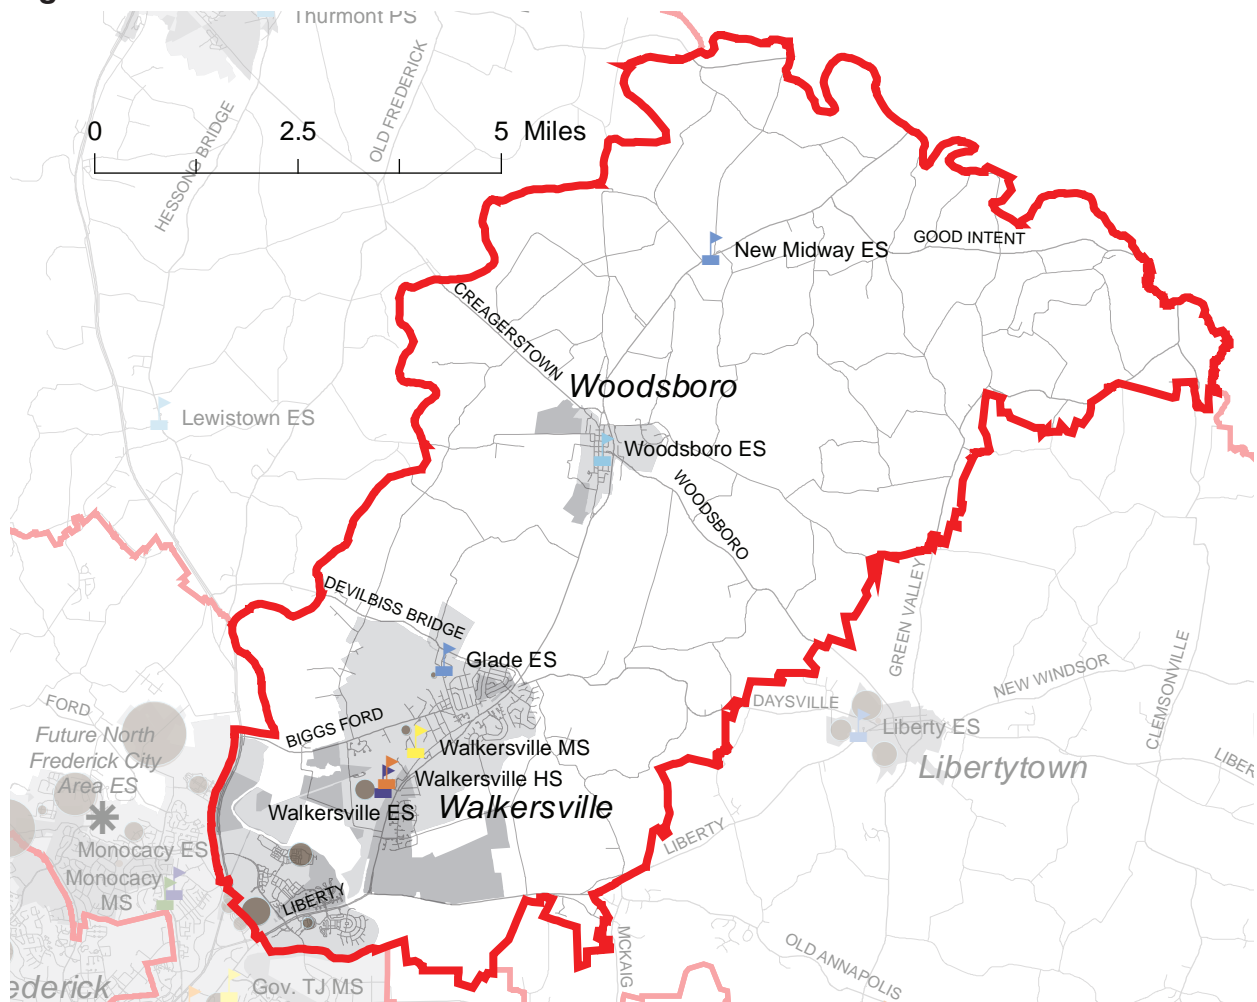 g
Thurmont PS
0 2.5 5 Miles
OLD FREDERICK
HESSONG BRIDGE
New Midway ES
GOOD INTENT
CREAGERSTOWN
Woodsboro
Lewistown ES
Woodsboro ES
WOODSBORO
DEVILBISS BRIDGE
GREEN VALLEY
Glade ES
NEW WINDSOR
CLEMSONVILLE
FORD
DAYSVILLE
BIGGS FORD
Liberty ES
Future North
Frederick City
Area ES
Walkersville MS
LIBER
Libertytown
Walkersville HS
Walkersville ES
Walkersville
LIBERTY
Monocacy ES
Monocacy
MS
LIBERTY
MCKAIG
OLD ANNAPOLIS
ederick
Gov. TJ MS